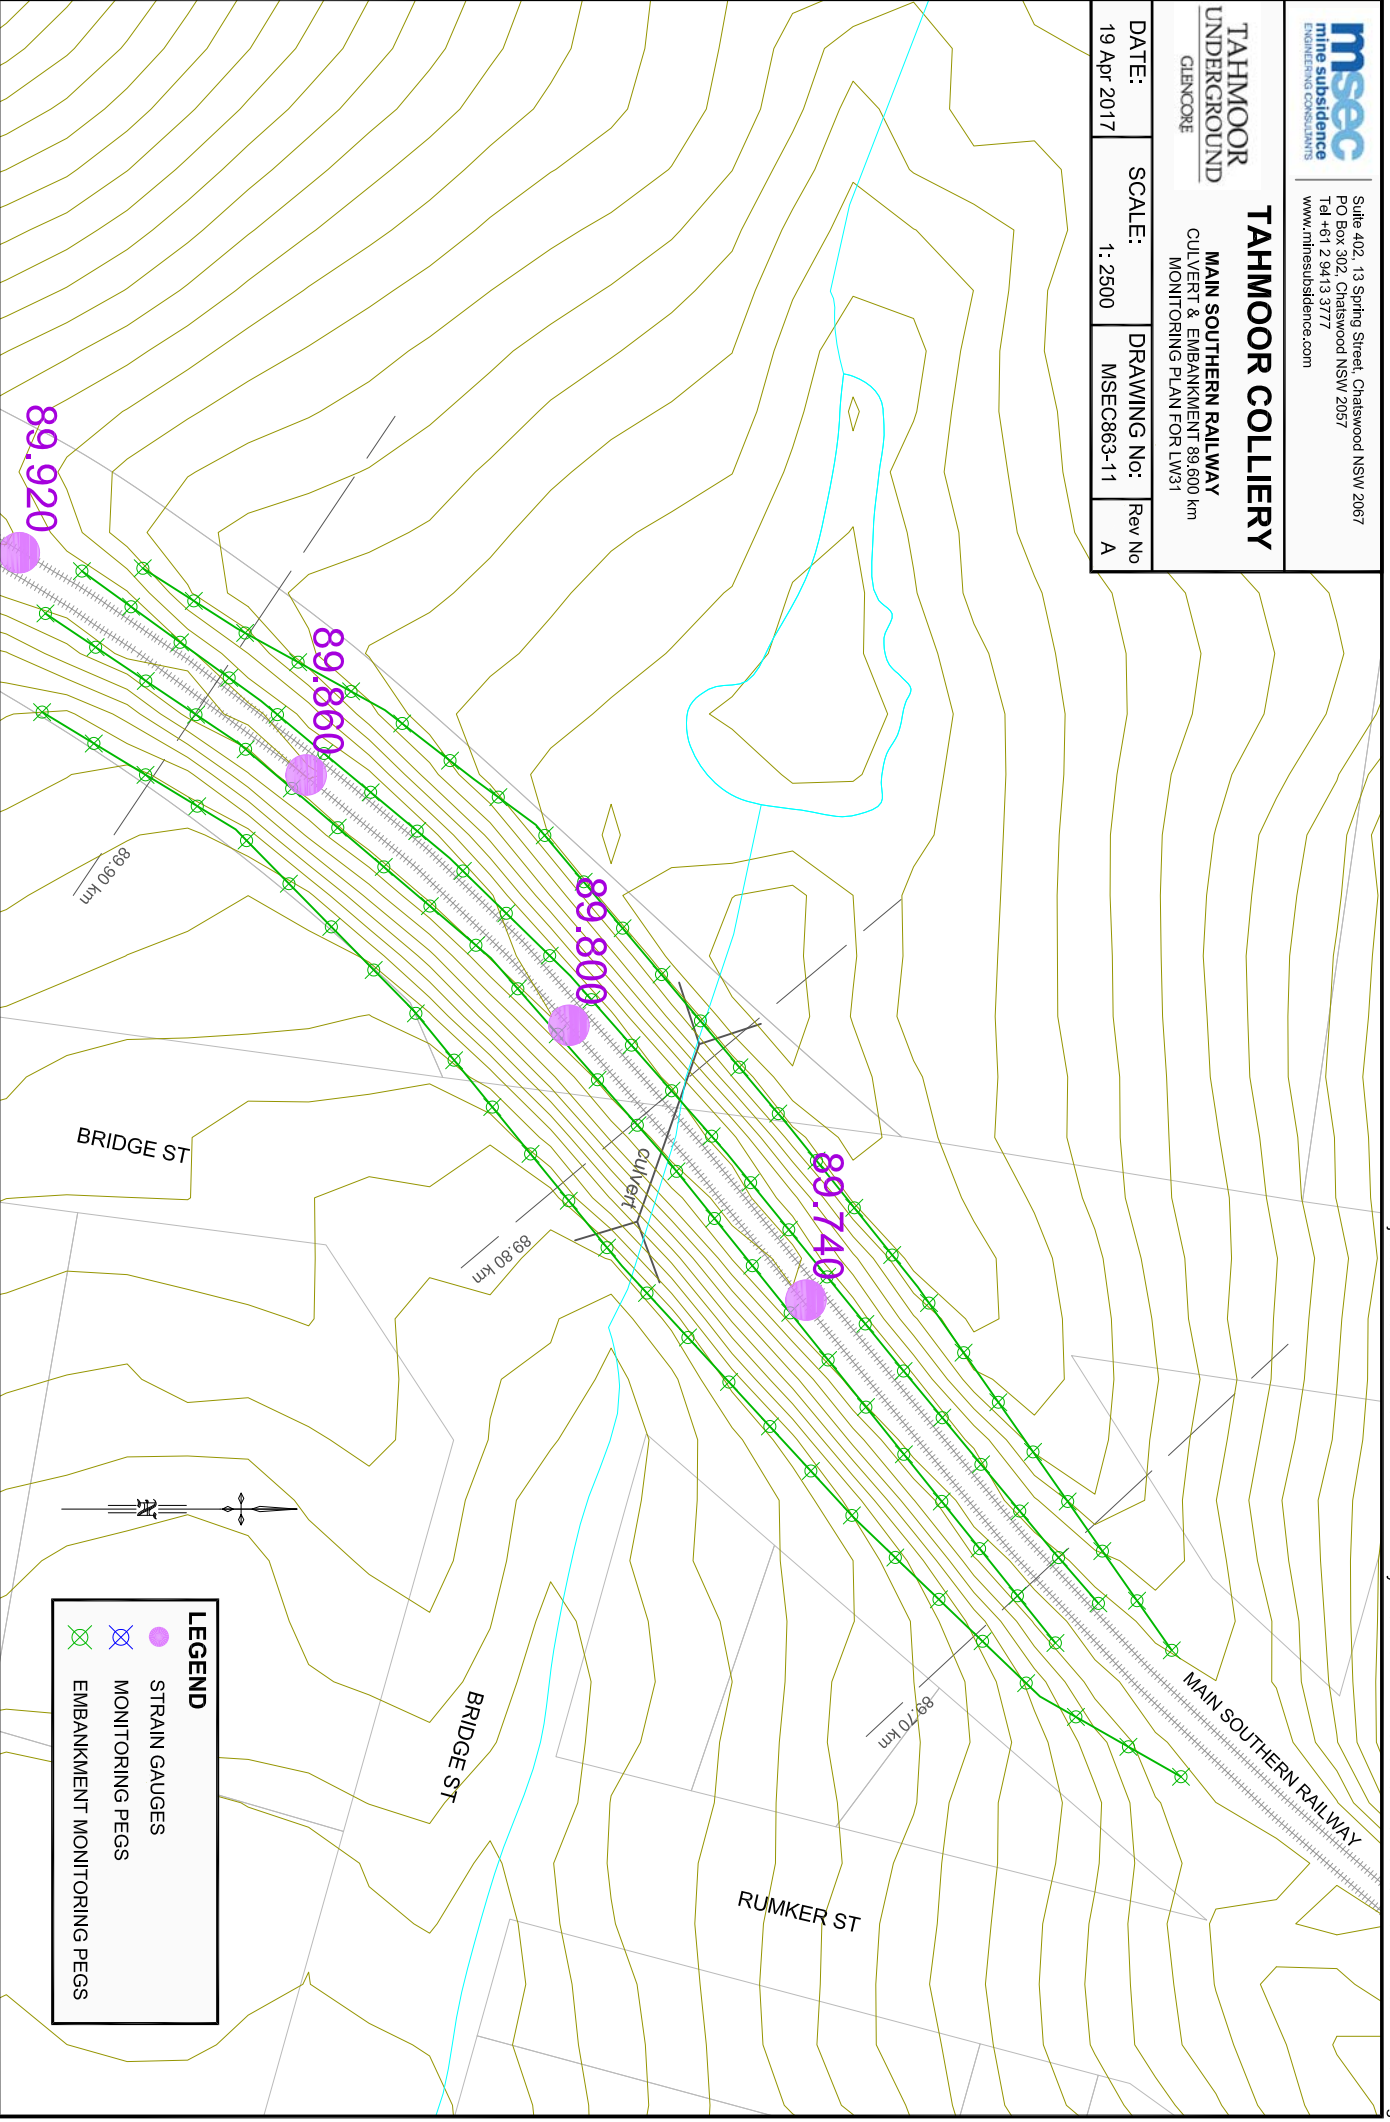 msec
mine subsidence
ENGINEERING CONSULTANTS
Suite 402, 13 Spring Street, Chatswood NSW 2067
PO Box 302, Chatswood NSW 2057
Tel +61 2 9413 3777
www.minesubsidence.com
TAHMOOR
UNDERGROUND
GLENCORE
TAHMOOR COLLIERY
MAIN SOUTHERN RAILWAY
CULVERT & EMBANKMENT 89.600 km
MONITORING PLAN FOR LW31
DATE:
19 Apr 2017
SCALE:
1: 2500
DRAWING No:
MSEC863-11
Rev No
A
89.920
89.860
89.800
89.740
89.90 km
89.80 km
89.70 km
culvert
BRIDGE ST
BRIDGE ST
RUMKER ST
MAIN SOUTHERN RAILWAY
N
LEGEND
STRAIN GAUGES
MONITORING PEGS
EMBANKMENT MONITORING PEGS